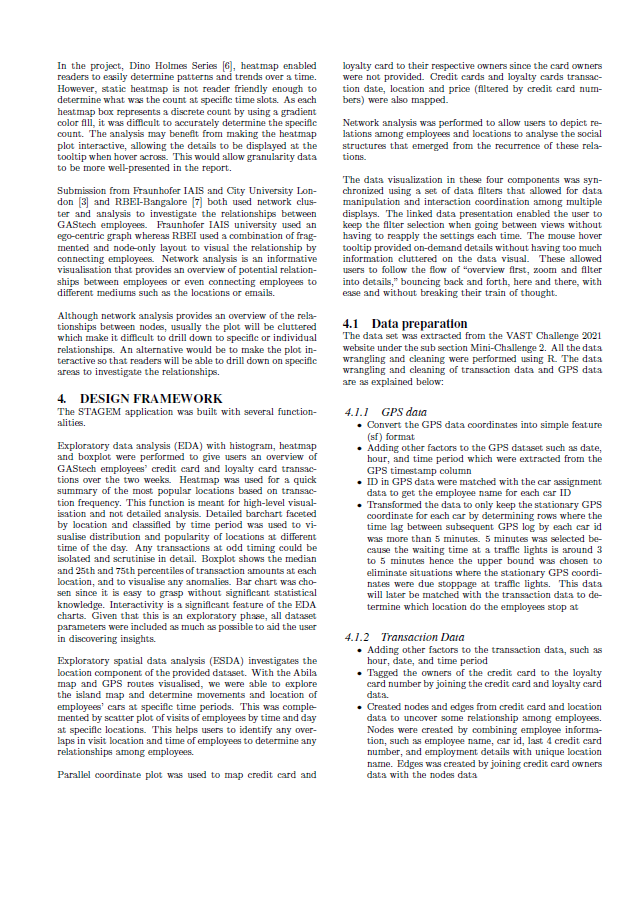 In the project, Dino Holmes Series [6], heatmap enabled
readers to easily determine patterns and trends over a time.
However, static heatmap is not reader friendly enough to
determine what was the count at specific time slots. As each
heatmap box represents a discrete count by using a gradient
color fill, it was difficult to accurately determine the specific
count. The analysis may benefit from making the heatmap
plot interactive, allowing the details to be displayed at the
tooltip when hover across. This would allow granularity data
to be more well-presented in the report.
Submission from Fraunhofer IAIS and City University Lon-
don [3] and RBEI-Bangalore [7] both used network clus-
ter and analysis to investigate the relationships between
GAStech employees. Fraunhofer IAIS university used an
ego-centric graph whereas RBEI used a combination of frag-
mented and node-only layout to visual the relationship by
connecting employees. Network analysis is an informative
visualisation that provides an overview of potential relation-
ships between employees or even connecting employees to
different mediums such as the locations or emails.
Although network analysis provides an overview of the rela-
tionships between nodes, usually the plot will be cluttered
which make it difficult to drill down to specific or individual
relationships. An alternative would be to make the plot in-
teractive so that readers will be able to drill down on specific
areas to investigate the relationships.
4. DESIGN FRAMEWORK
The STAGEM application was built with several function-
alities.
Exploratory data analysis (EDA) with histogram, heatmap
and boxplot were performed to give users an overview of
GAStech employees' credit card and loyalty card transac-
tions over the two weeks. Heatmap was used for a quick
summary of the most popular locations based on transac-
tion frequency. This function is meant for high-level visual-
isation and not detailed analysis. Detailed barchart faceted
by location and classified by time period was used to vi-
sualise distribution and popularity of locations at different
time of the day. Any transactions at odd timing could be
isolated and scrutinise in detail. Boxplot shows the median
and 25th and 75th percentiles of transaction amounts at each
location, and to visualise any anomalies. Bar chart was cho-
sen since it is easy to grasp without significant statistical
knowledge. Interactivity is a significant feature of the EDA
charts. Given that this is an exploratory phase, all dataset
parameters were included as much as possible to aid the user
in discovering insights.
Exploratory spatial data analysis (ESDA) investigates the
location component of the provided dataset. With the Abila
map and GPS routes visualised, we were able to explore
the island map and determine movements and location of
employees' cars at specific time periods. This was comple-
mented by scatter plot of visits of employees by time and day
at specific locations. This helps users to identify any over-
laps in visit location and time of employees to determine any
relationships among employees.
Parallel coordinate plot was used to map credit card and
loyalty card to their respective owners since the card owners
were not provided. Credit cards and loyalty cards transac-
tion date, location and price (filtered by credit card num-
bers) were also mapped.
Network analysis was performed to allow users to depict re-
lations among employees and locations to analyse the social
structures that emerged from the recurrence of these rela-
tions.
The data visualization in these four components was syn-
chronized using a set of data filters that allowed for data
manipulation and interaction coordination among multiple
displays. The linked data presentation enabled the user to
keep the filter selection when going between views without
having to reapply the settings each time. The mouse hover
tooltip provided on-demand details without having too much
information cluttered on the data visual. These allowed
users to follow the flow of "overview first, zoom and filter
into details," bouncing back and forth, here and there, with
ease and without breaking their train of thought.
4.1 Data preparation
The data set was extracted from the VAST Challenge 2021
website under the sub section Mini-Challenge 2. All the data
wrangling and cleaning were performed using R. The data
wrangling and cleaning of transaction data and GPS data
are as explained below:
4.1.1 GPS data
• Convert the GPS data coordinates into simple feature
(sf) format
• Adding other factors to the GPS dataset such as date,
hour, and time period which were extracted from the
GPS timestamp column
• ID in GPS data were matched with the car assignment
data to get the employee name for each car ID
• Transformed the data to only keep the stationary GPS
coordinate for each car by determining rows where the
time lag between subsequent GPS log by each car id
was more than 5 minutes. 5 minutes was selected be-
cause the waiting time at a traffic lights is around 3
to 5 minutes hence the upper bound was chosen to
eliminate situations where the stationary GPS coordi-
nates were due stoppage at traffic lights. This data
will later be matched with the transaction data to de-
termine which location do the employees stop at
4.1.2 Transaction Data
• Adding other factors to the transaction data, such as
hour, date, and time period
• Tagged the owners of the credit card to the loyalty
card number by joining the credit card and loyalty card
data.
• Created nodes and edges from credit card and location
data to uncover some relationship among employees.
Nodes were created by combining employee informa-
tion, such as employee name, car id, last 4 credit card
number, and employment details with unique location
name. Edges was created by joining credit card owners
data with the nodes data